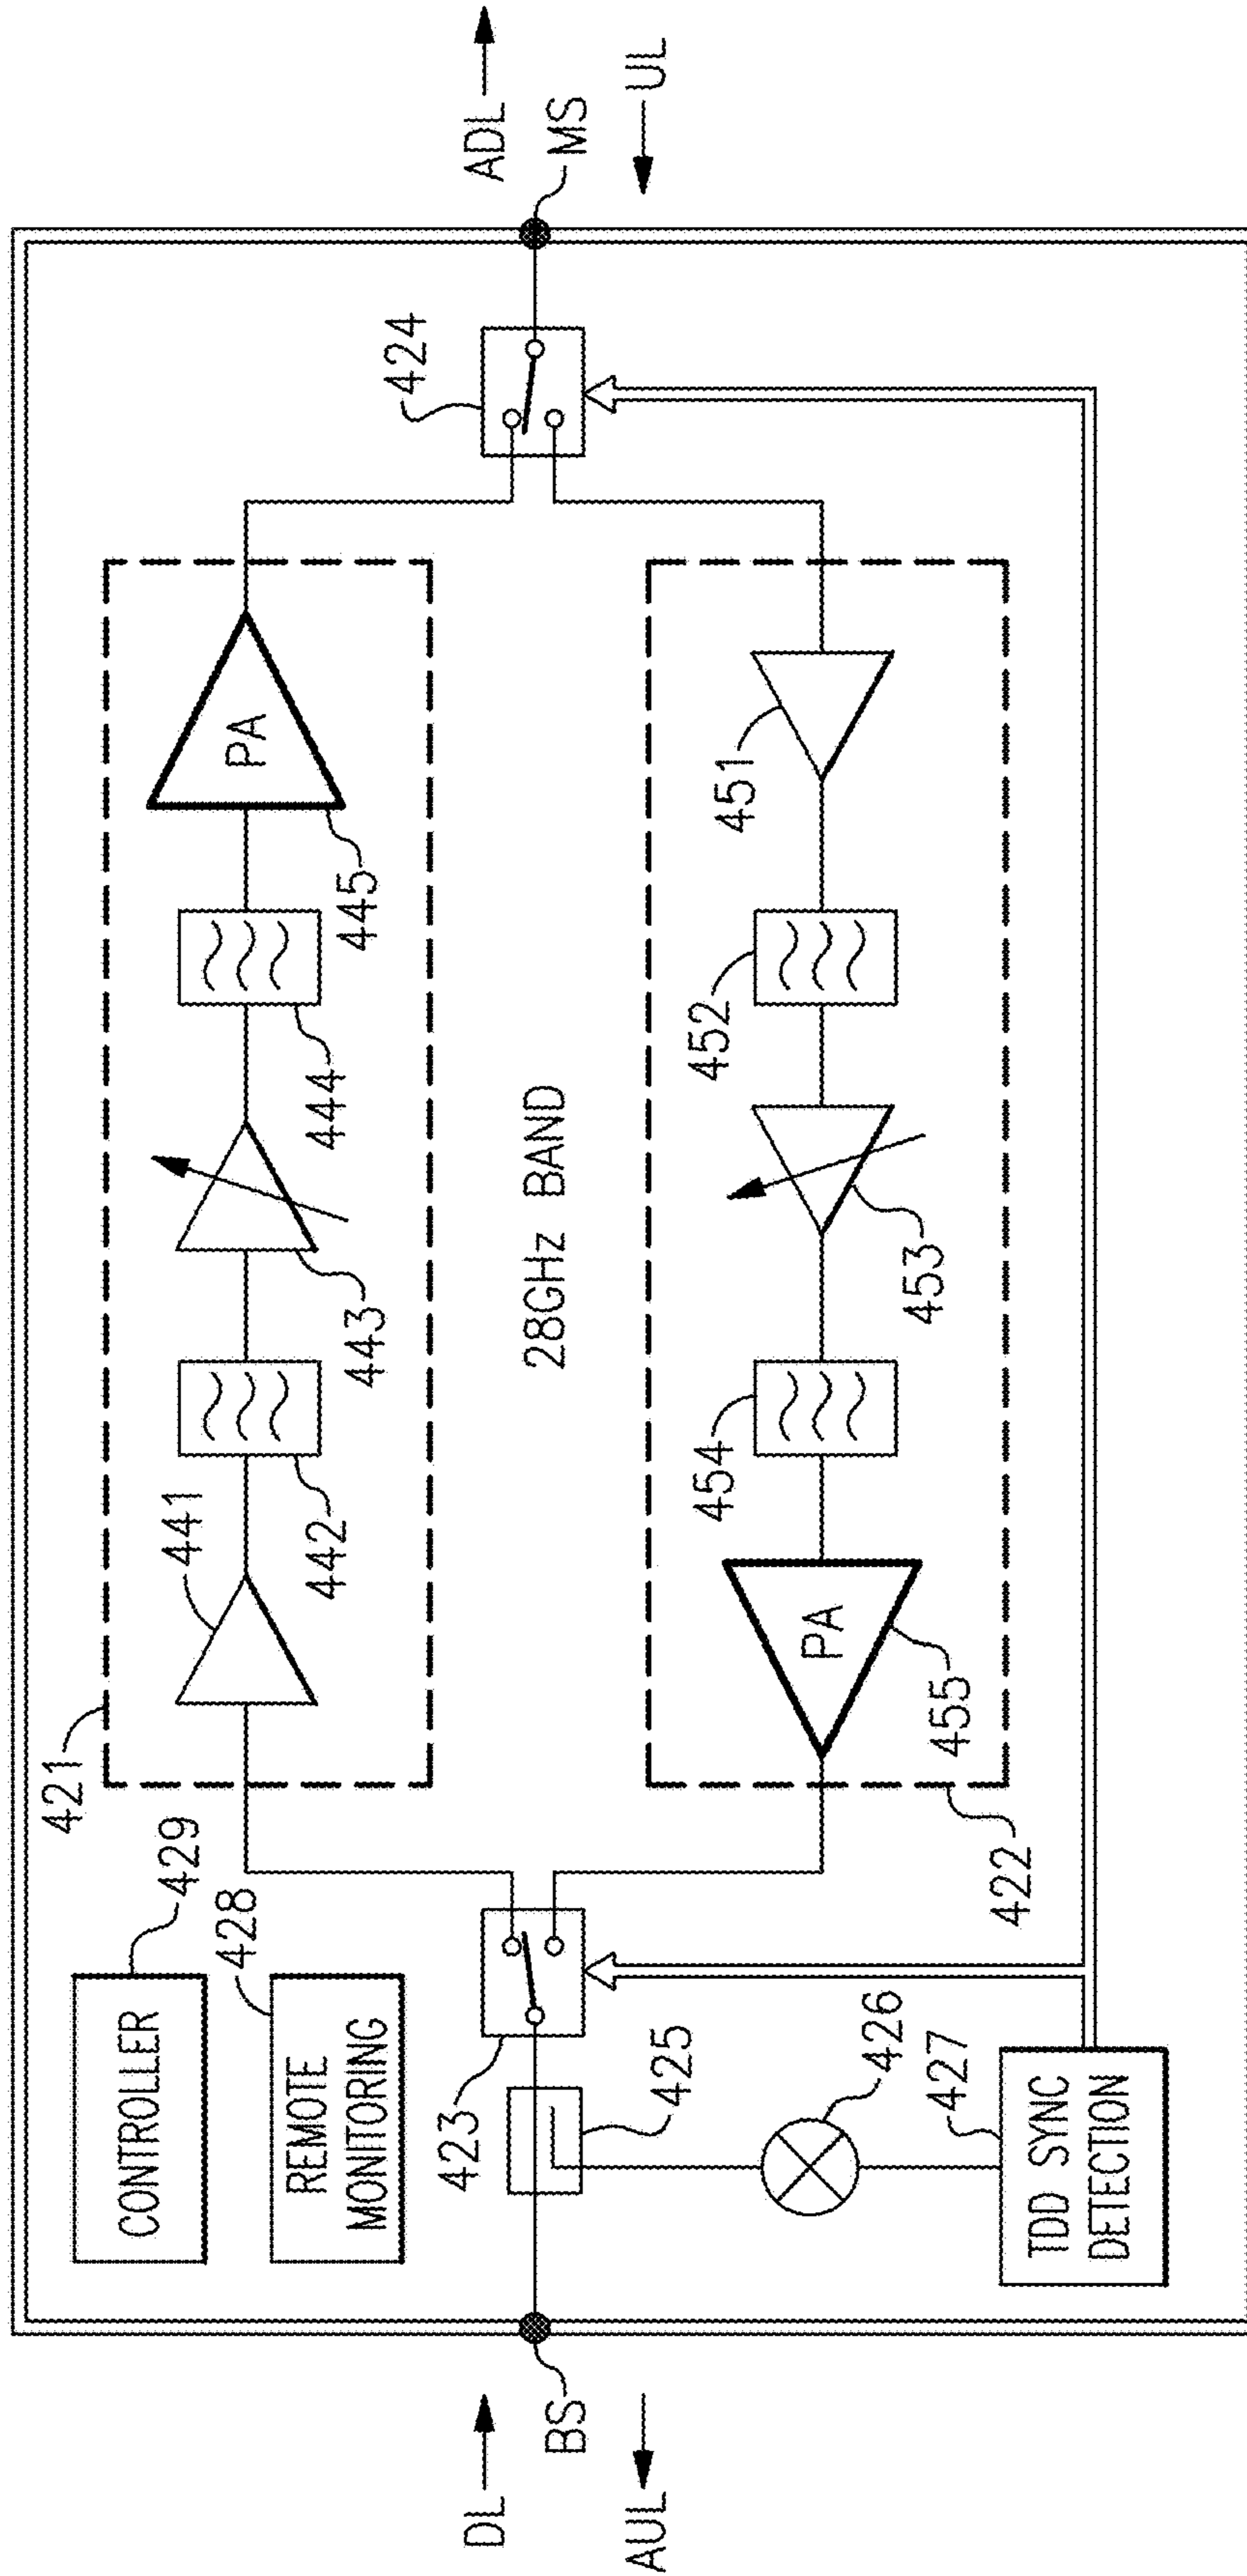 CONTROLLER
429
REMOTE
MONITORING
428
421
441
442
443
444
445
PA
28GHz BAND
DL
BS
AUL
423
425
426
427
TDD SYNC
DETECTION
422
455
PA
454
453
452
451
424
ADL
MS
UL